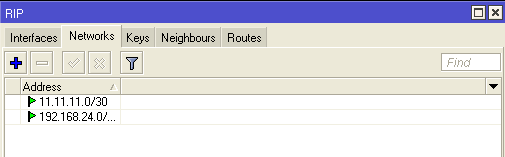 RIP
Interfaces Networks Keys Neighbours Routes
Find
Address
11.11.11.0/30
192.168.24.0/...